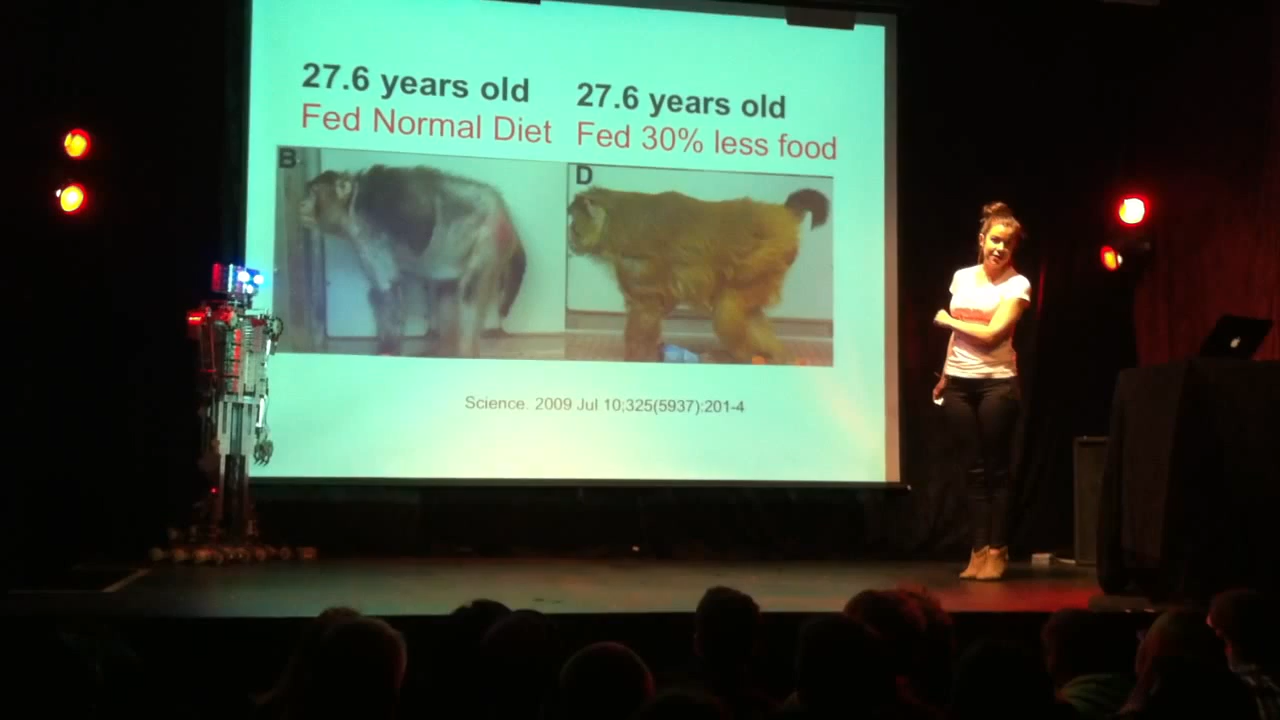 27.6 years old
Fed Normal Diet
27.6 years old
Fed 30% less food
B
D
Science. 2009 Jul 10;325(5937):201-4